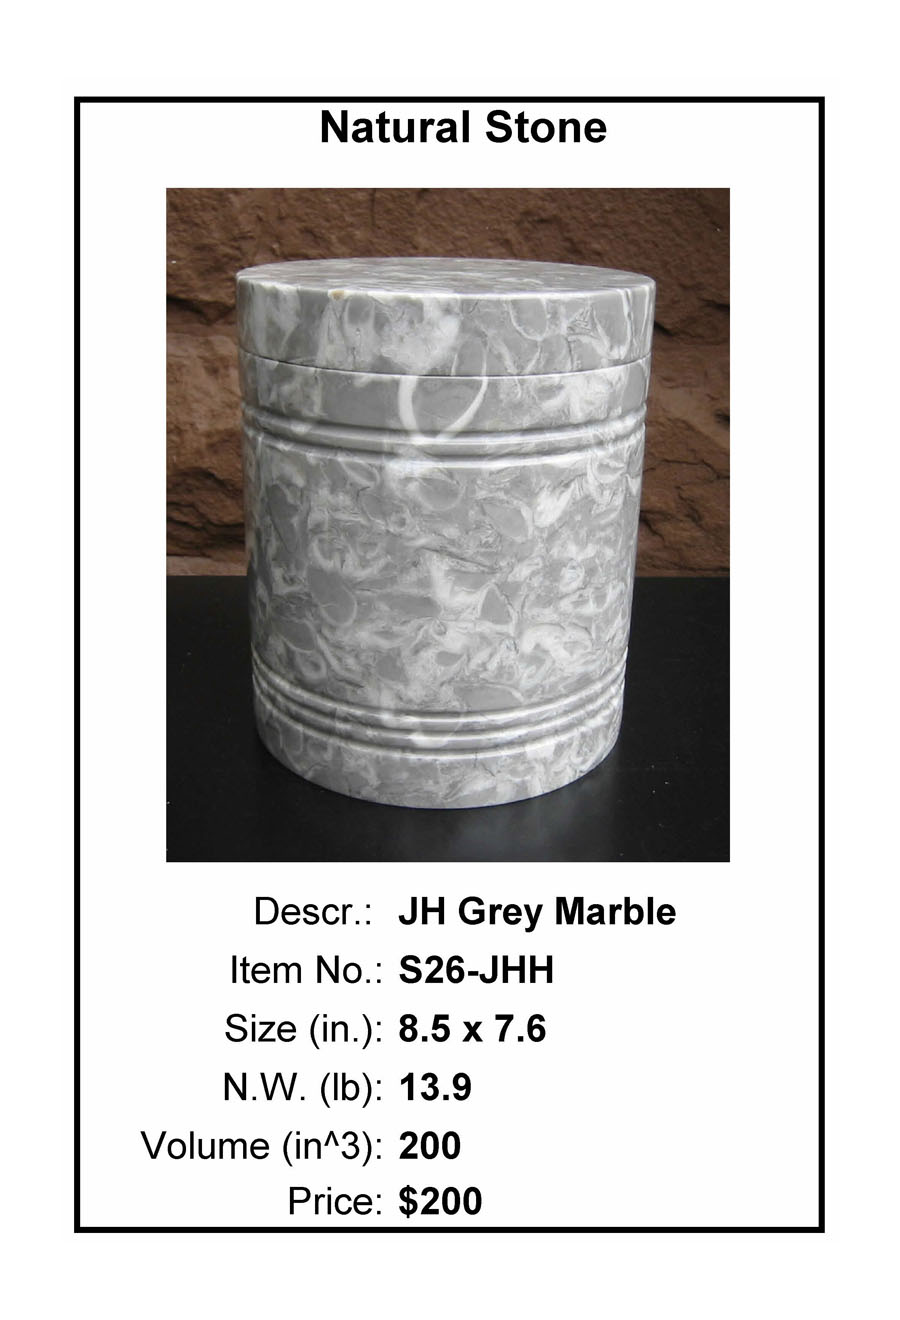 Natural Stone
Descr.: JH Grey Marble
Item No.: S26-JHH
Size (in.): 8.5 x 7.6
N.W. (lb): 13.9
Volume (in^3): 200
Price: $200